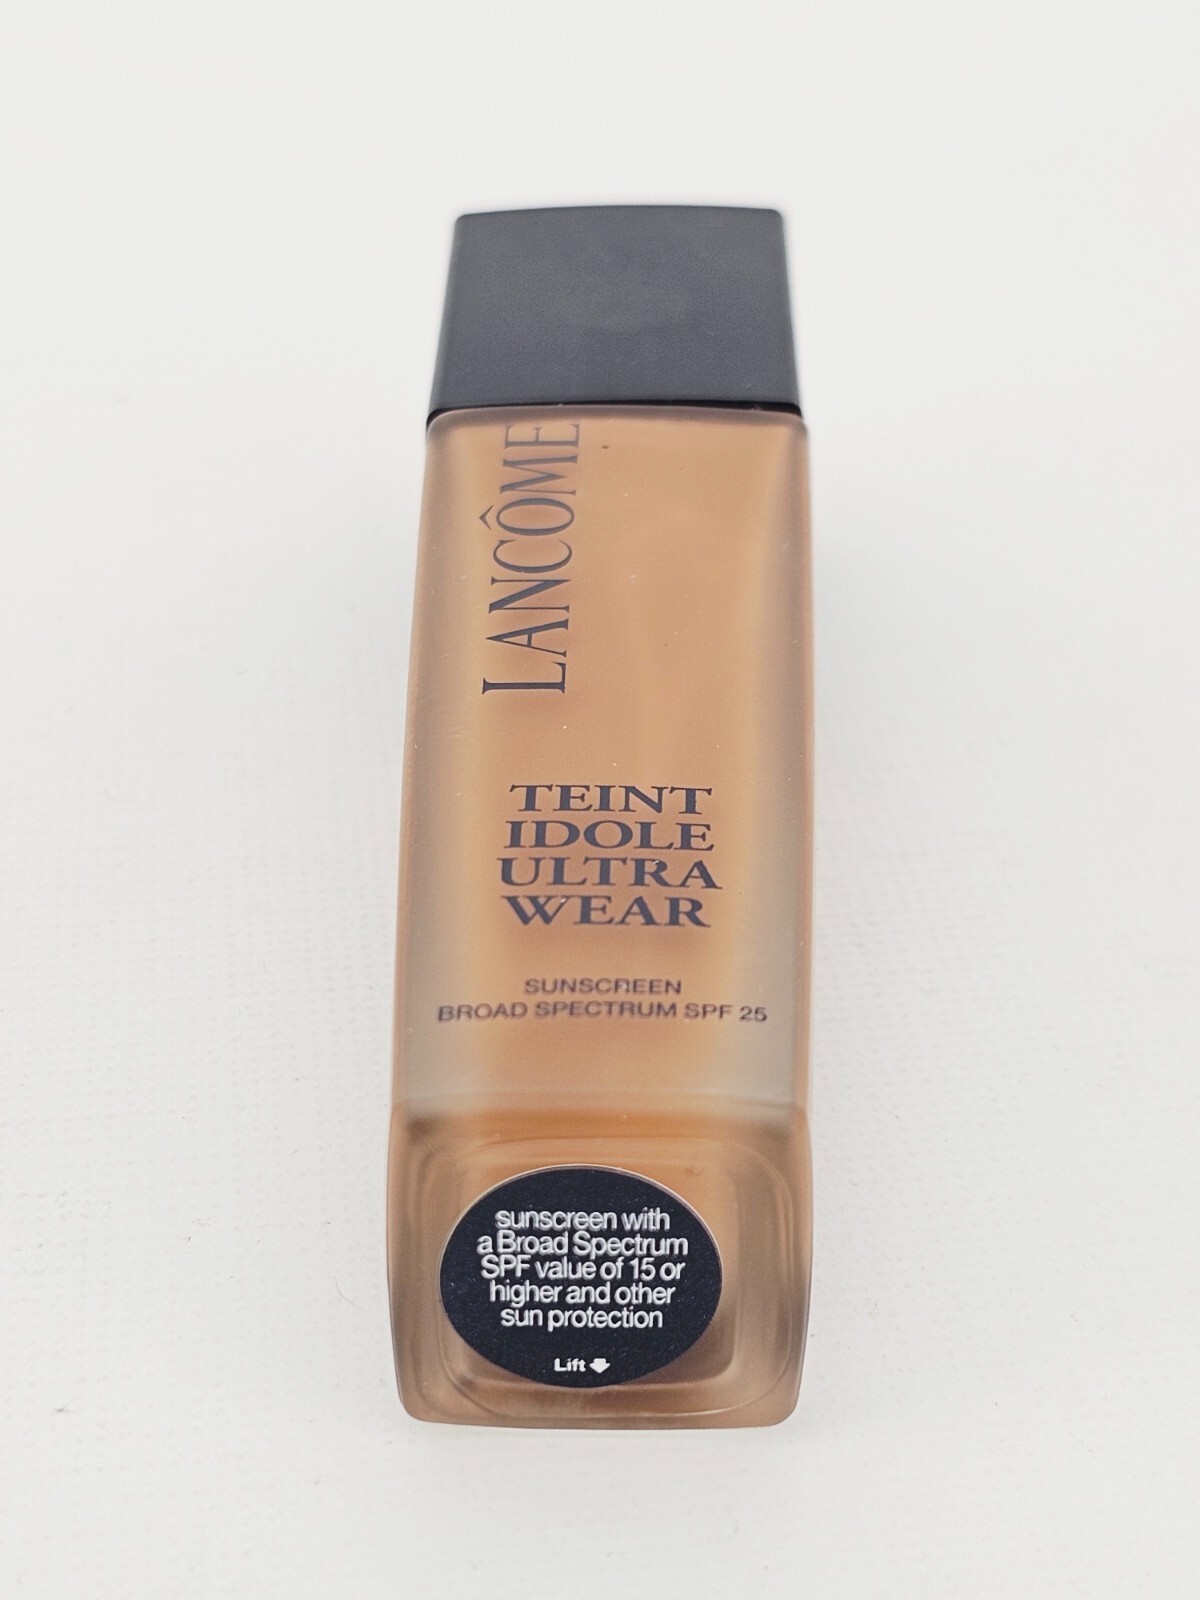 LANCÔME
TEINT
IDOLE
ULTRA
WEAR
SUNSCREEN
BROAD SPECTRUM SPF 25
sunscreen with
a Broad Spectrum
SPF value of 15 or
higher and other
sun protection
Lift